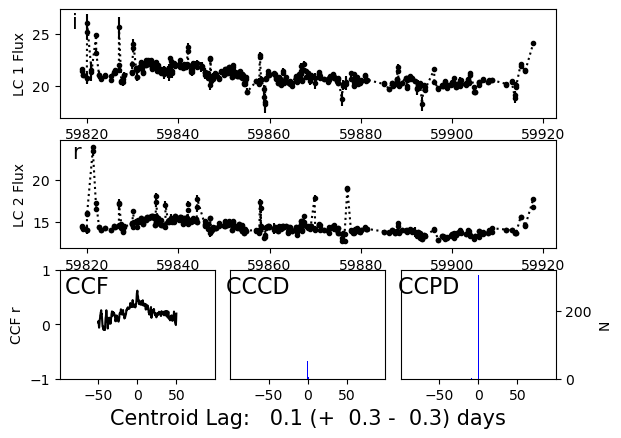 i
LC 1 Flux
25
20
59820 59840 59860 59880 59900 59920
r
LC 2 Flux
20
15
59820 59840 59860 59880 59900 59920
CCF CCCD CCPD
CCF r
1
0
−1
200
0
N
−50 0 50 −50 0 50 −50 0 50
Centroid Lag: 0.1 (+ 0.3 - 0.3) days